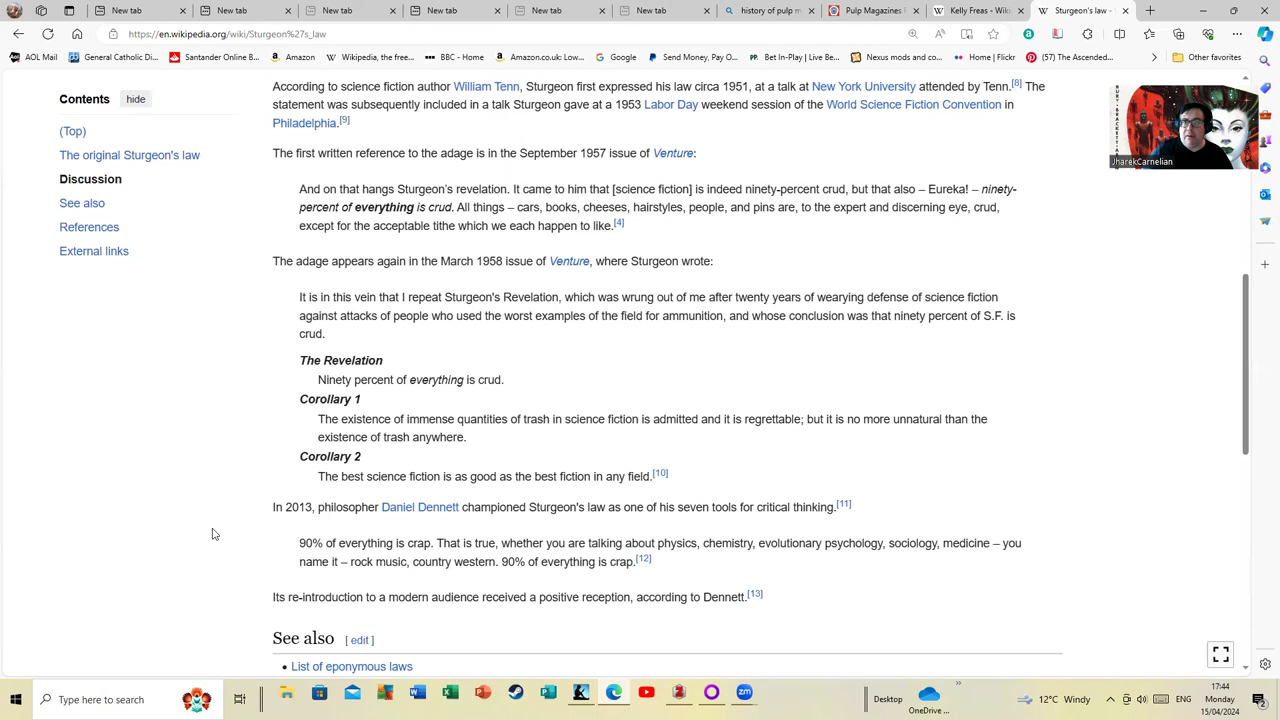 New tab New tab New tab New tab New tab history of pulp m Pulp Magazines Kelly Freas - Wiki Sturgeon's law -
https://en.wikipedia.org/wiki/Sturgeon%27s_law
AOL Mail General Catholic Di... Santander Online B... Amazon Wikipedia, the free... BBC - Home Amazon.co.uk: Low... Google Send Money, Pay O... Bet In-Play | Live Be... Nexus mods and co... Home | Flickr (57) The Ascended... Other favorites
Contents hide
(Top)
The original Sturgeon's law
Discussion
See also
References
External links
According to science fiction author William Tenn, Sturgeon first expressed his law circa 1951, at a talk at New York University attended by Tenn.[8] The
statement was subsequently included in a talk Sturgeon gave at a 1953 Labor Day weekend session of the World Science Fiction Convention in
Philadelphia.[9]
The first written reference to the adage is in the September 1957 issue of Venture:
And on that hangs Sturgeon's revelation. It came to him that [science fiction] is indeed ninety-percent crud, but that also – Eureka! – ninety-
percent of everything is crud. All things – cars, books, cheeses, hairstyles, people, and pins are, to the expert and discerning eye, crud,
except for the acceptable tithe which we each happen to like.[4]
The adage appears again in the March 1958 issue of Venture, where Sturgeon wrote:
It is in this vein that I repeat Sturgeon's Revelation, which was wrung out of me after twenty years of wearying defense of science fiction
against attacks of people who used the worst examples of the field for ammunition, and whose conclusion was that ninety percent of S.F. is
crud.
The Revelation
Ninety percent of everything is crud.
Corollary 1
The existence of immense quantities of trash in science fiction is admitted and it is regrettable; but it is no more unnatural than the
existence of trash anywhere.
Corollary 2
The best science fiction is as good as the best fiction in any field.[10]
In 2013, philosopher Daniel Dennett championed Sturgeon's law as one of his seven tools for critical thinking.[11]
90% of everything is crap. That is true, whether you are talking about physics, chemistry, evolutionary psychology, sociology, medicine – you
name it – rock music, country western. 90% of everything is crap.[12]
Its re-introduction to a modern audience received a positive reception, according to Dennett.[13]
See also [ edit ]
List of eponymous laws
JharekCarnelian
Type here to search
Desktop
OneDrive ...
12°C Windy
ENG
17:44
Monday
15/04/2024